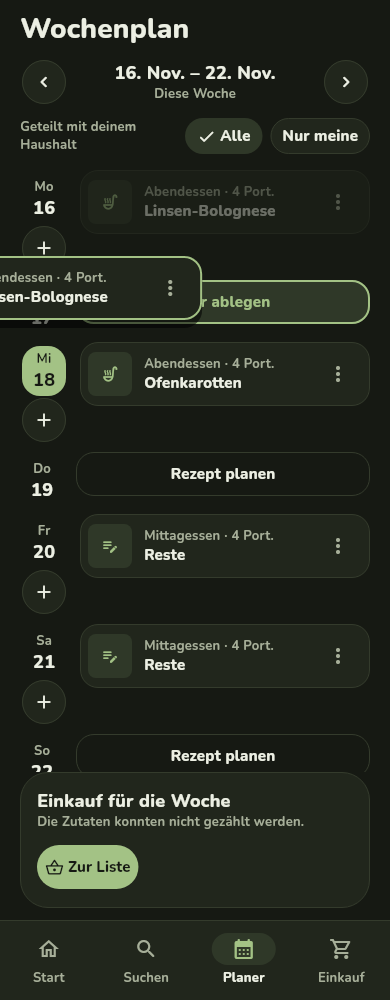 Wochenplan
16. Nov. – 22. Nov.
Diese Woche
Geteilt mit deinem
Haushalt
Alle
Nur meine
Mo
16
Abendessen · 4 Port.
Linsen-Bolognese
4 Port.
ablegen
Mi
18
Abendessen · 4 Port.
Ofenkarotten
Do
19
Rezept planen
Fr
20
Mittagessen · 4 Port.
Reste
Sa
21
Mittagessen · 4 Port.
Reste
So
22
Rezept planen
Einkauf für die Woche
Die Zutaten konnten nicht gezählt werden.
Zur Liste
Start
Suchen
Planer
Einkauf